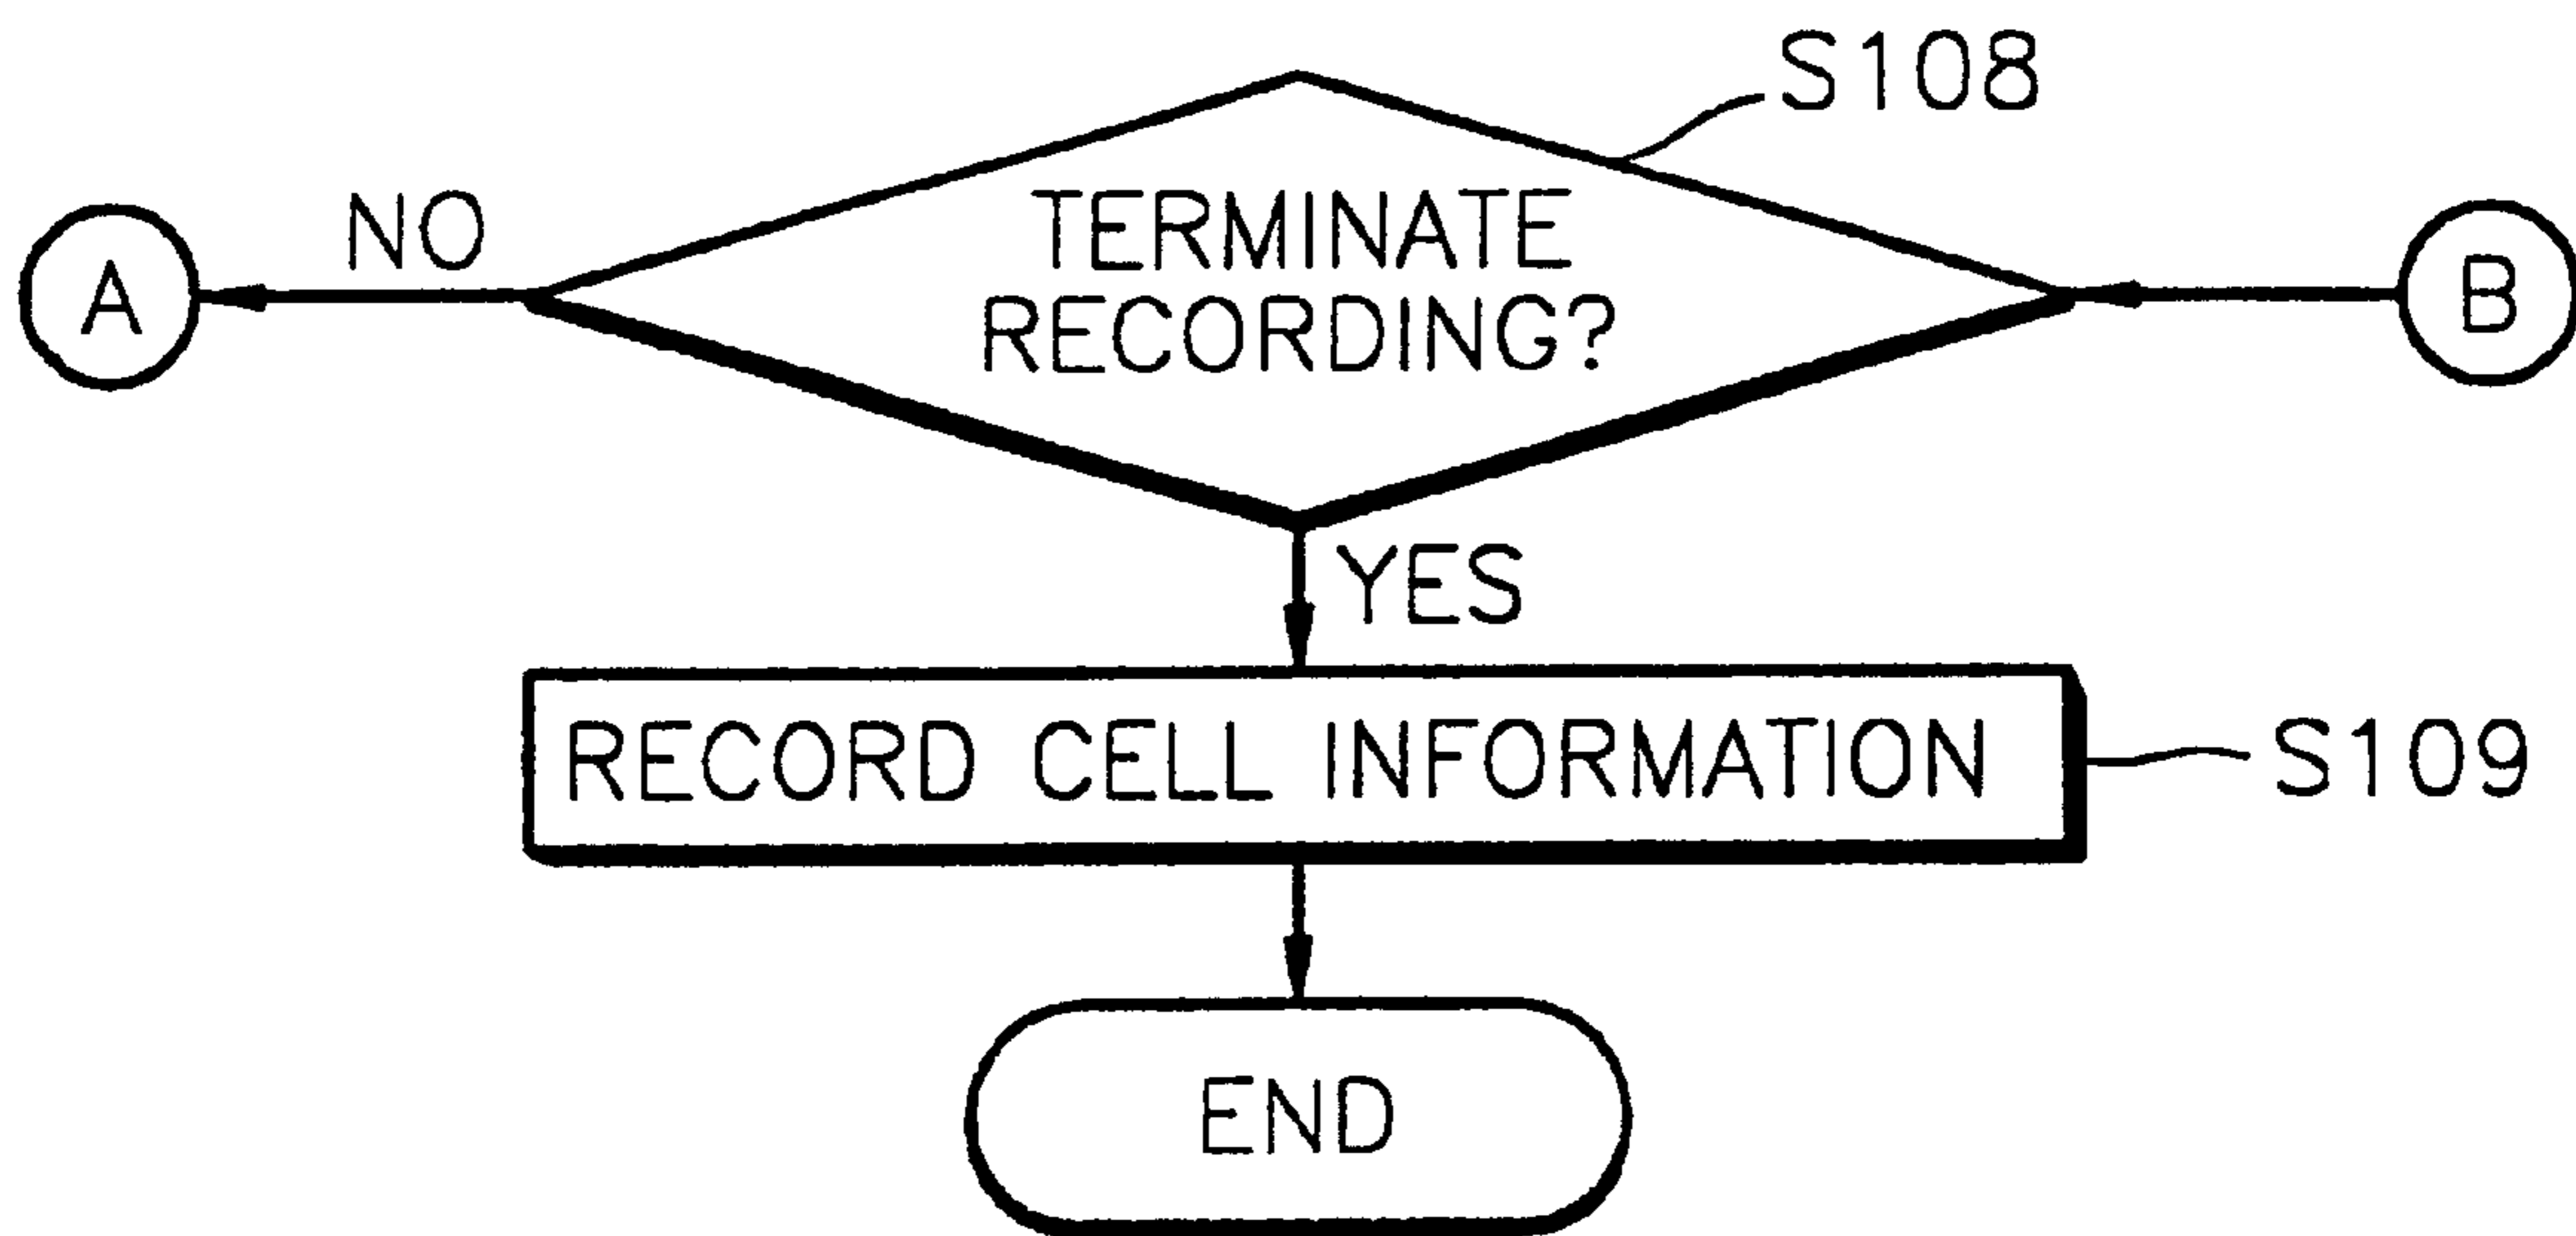 S108
NO
TERMINATE
RECORDING?
A
B
YES
RECORD CELL INFORMATION
S109
END